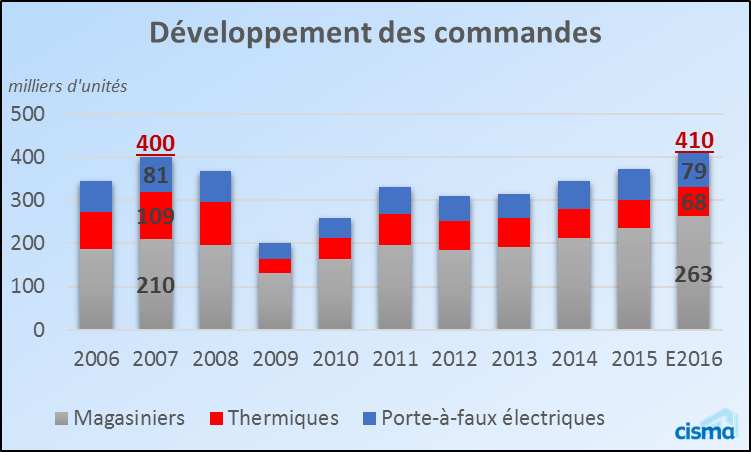 Développement des commandes
milliers d'unités
500
400
300
200
100
0
400
81
109
210
410
79
68
263
2006 2007 2008 2009 2010 2011 2012 2013 2014 2015 E2016
Magasiniers Thermiques Porte-à-faux électriques
cisma